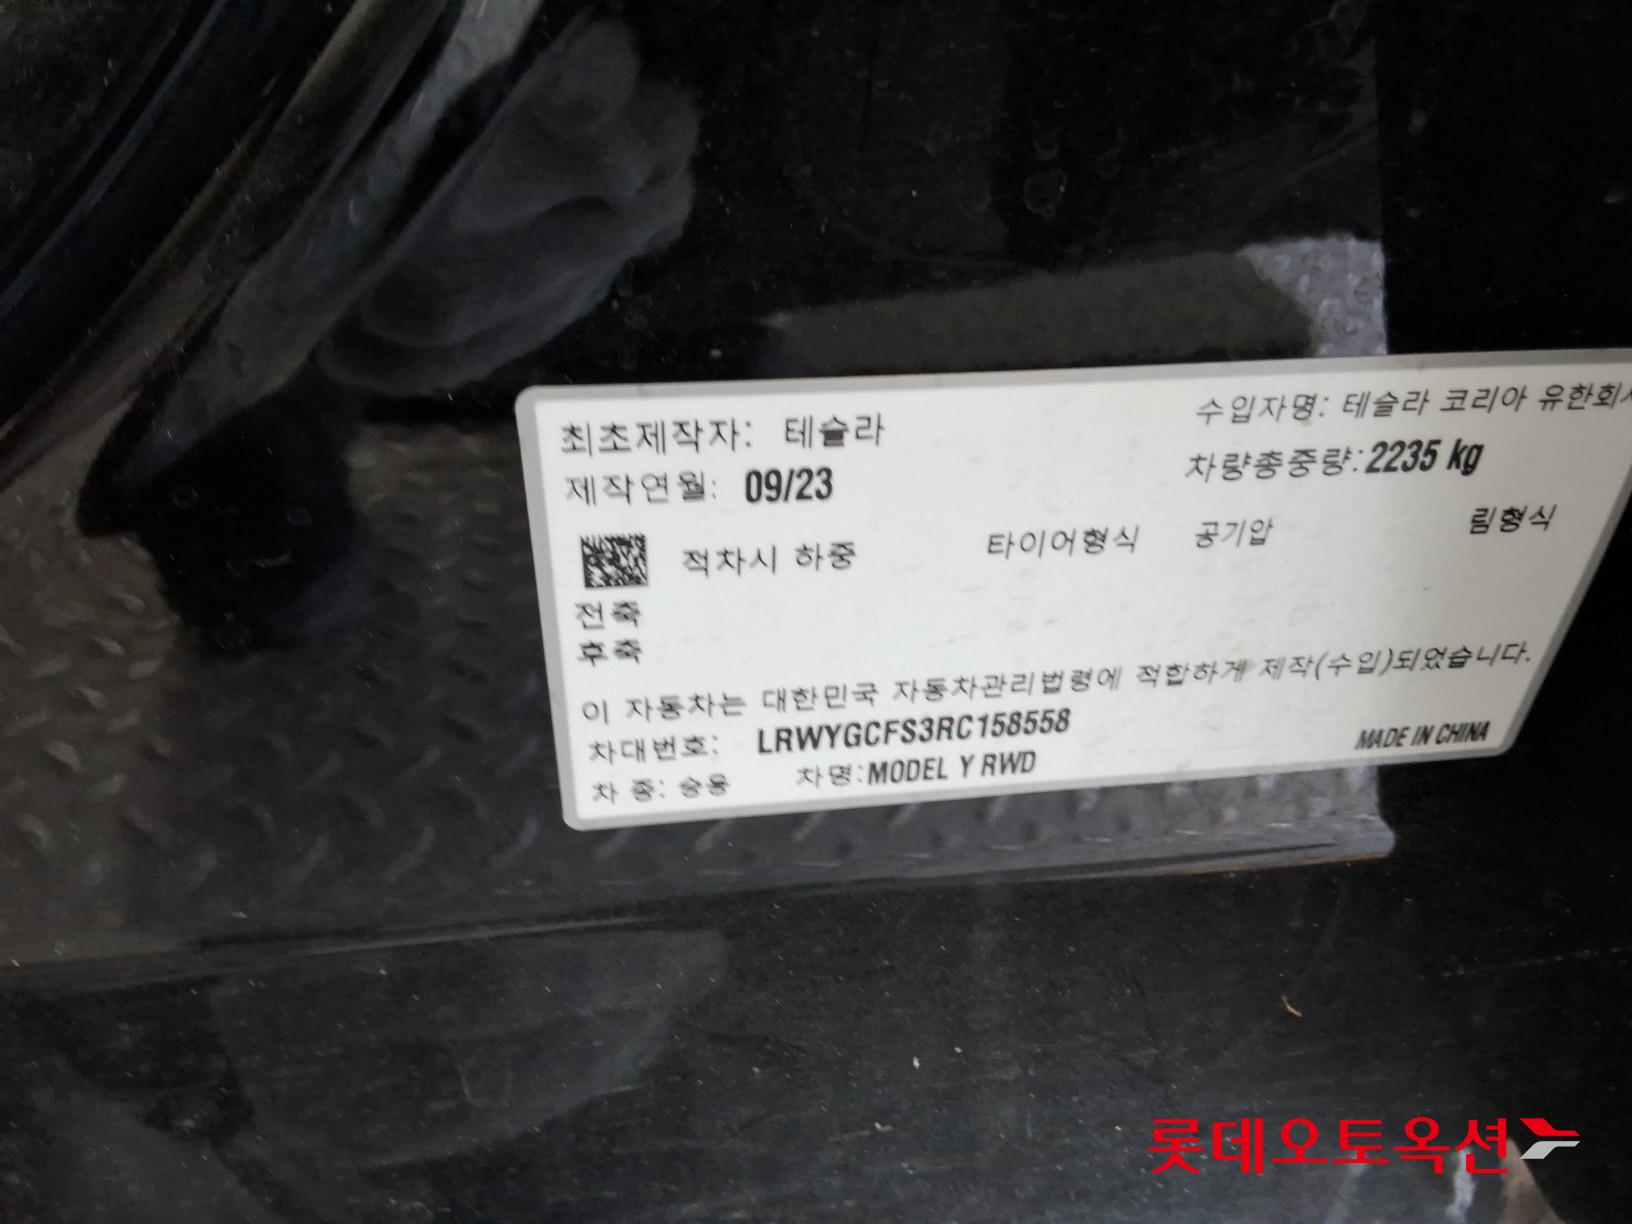 최초제작자: 테슬라 수입자명: 테슬라 코리아 유한회사
제작연월: 09/23 차량총중량: 2235 kg
적차시 하중 타이어형식 공기압 림형식
전축
후축
이 자동차는 대한민국 자동차관리법령에 적합하게 제작(수입)되었습니다.
차대번호: LRWYGCFS3RC158558
차 종: 승용 차명: MODEL Y RWD MADE IN CHINA
롯데오토옥션